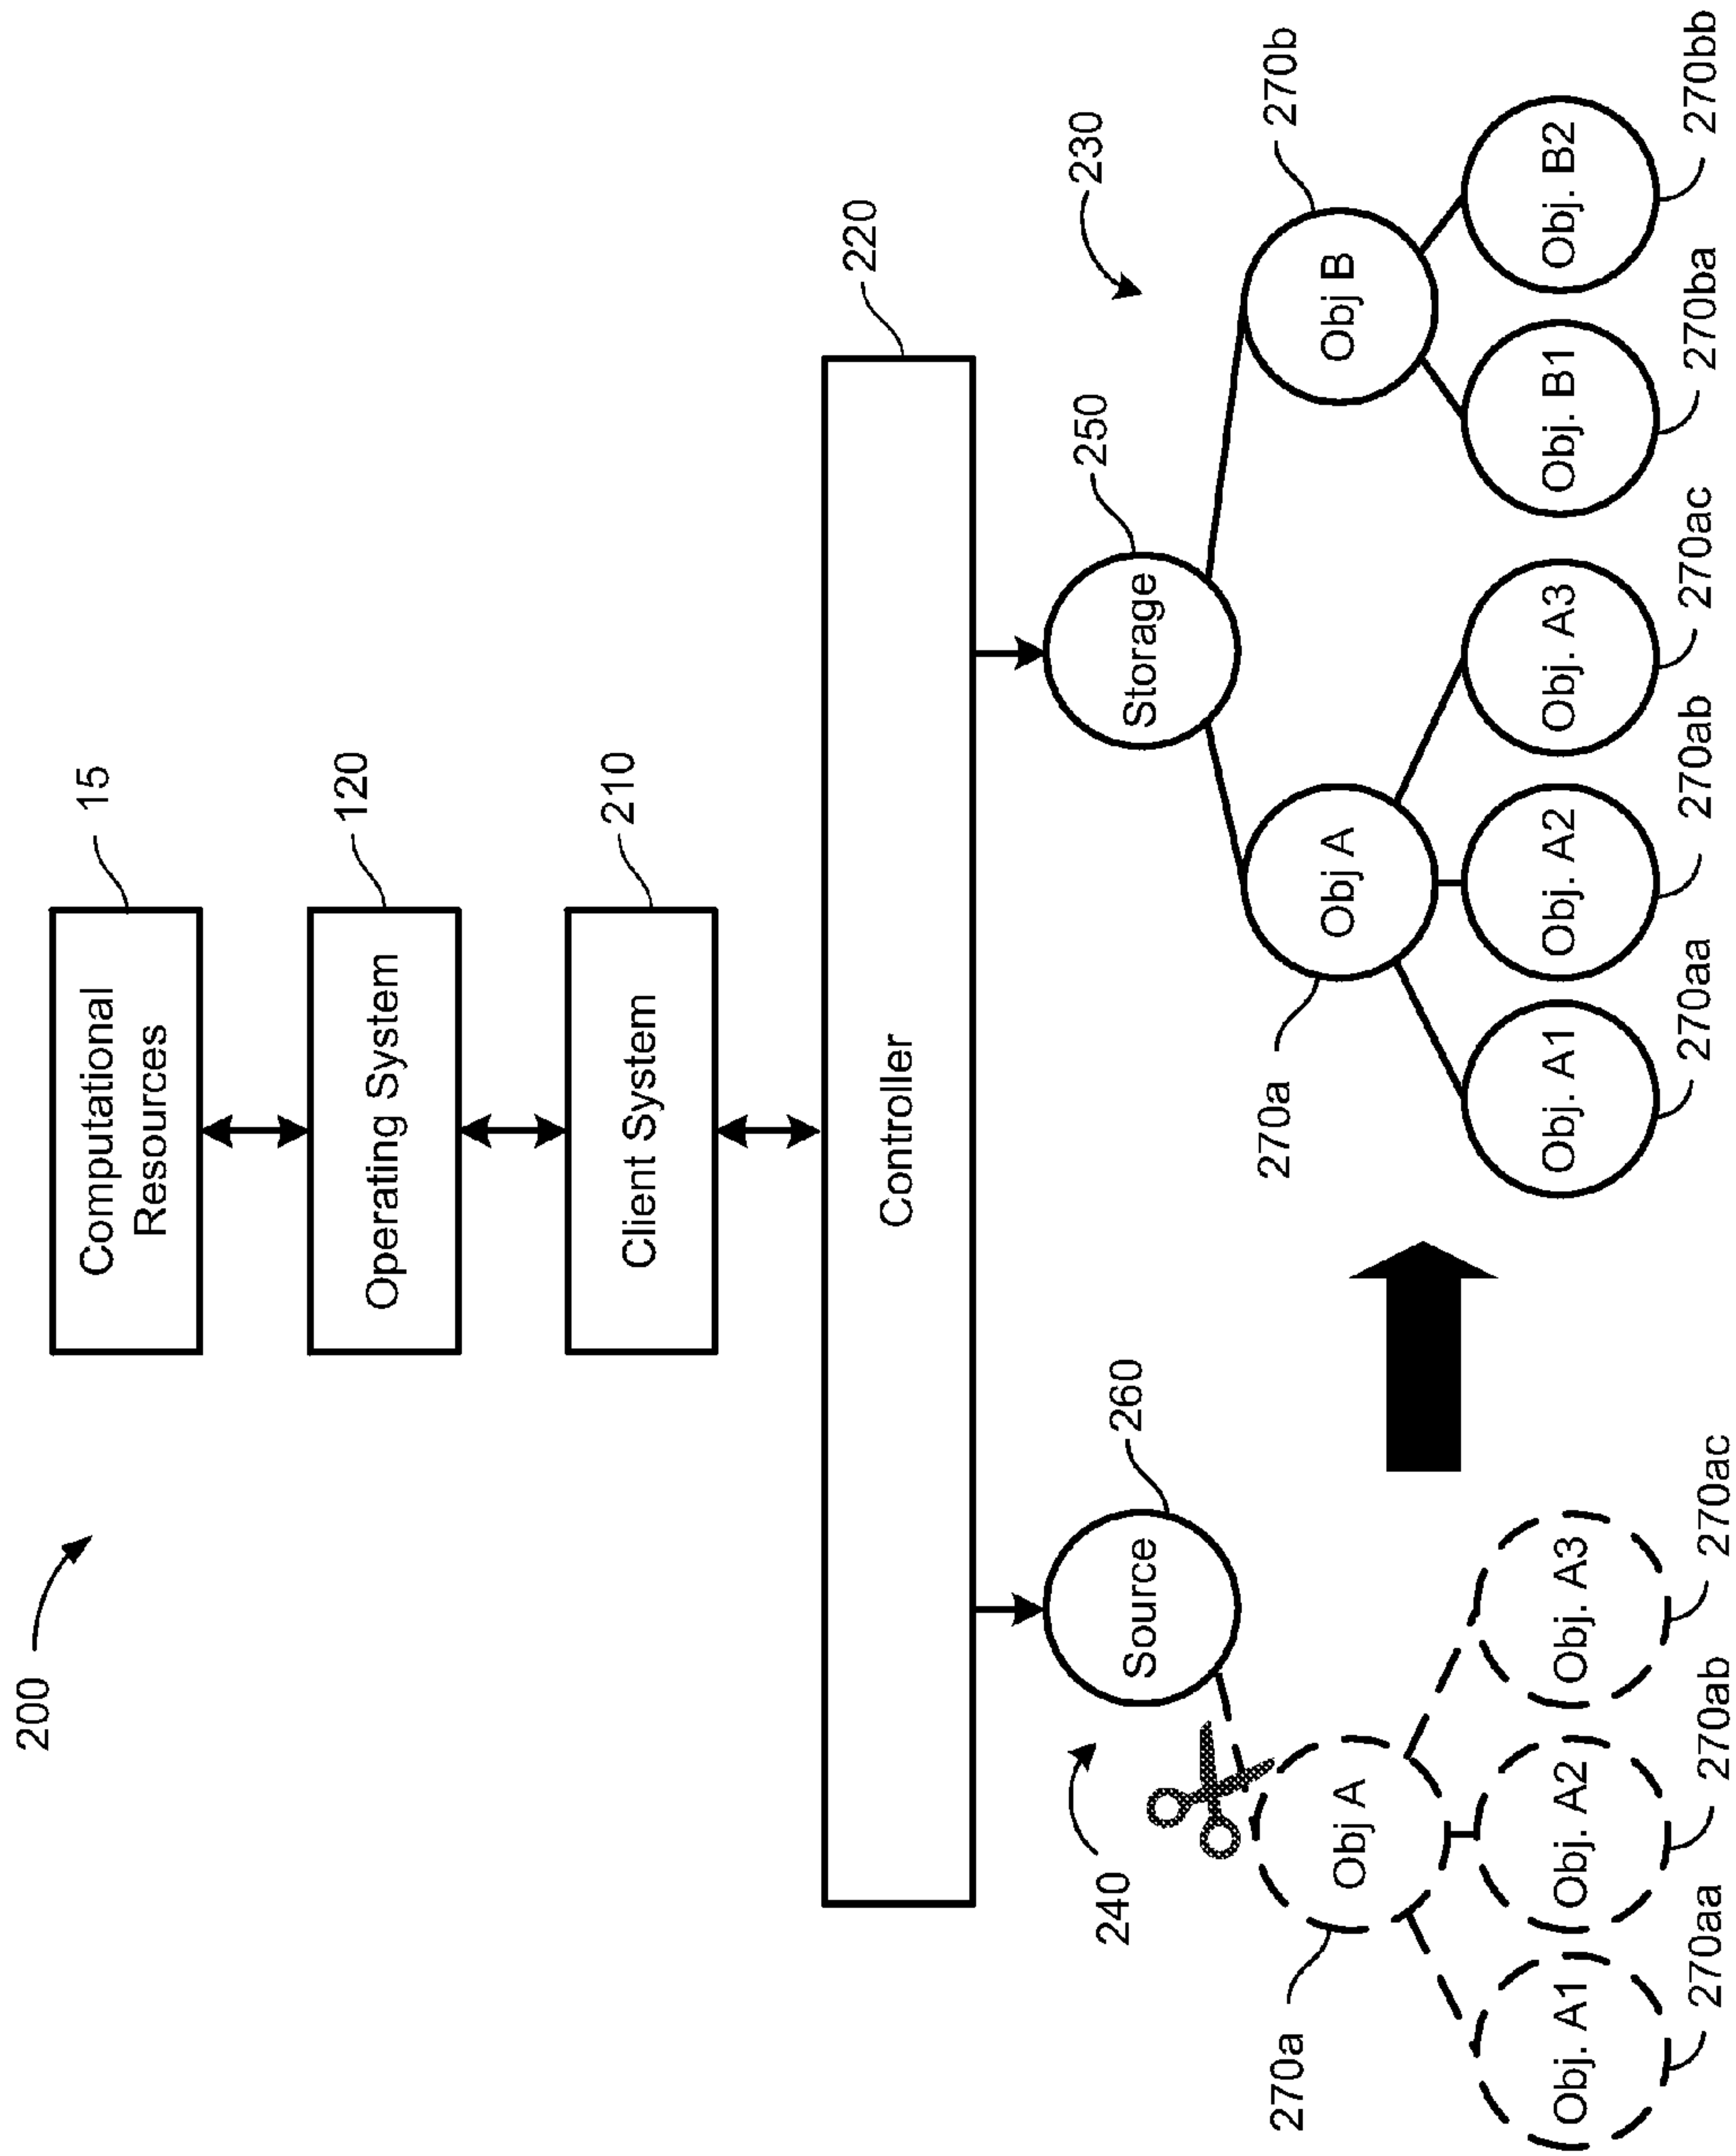 200
Computational
Resources
15
Operating System
120
Client System
210
Controller
220
240
Source
260
Storage
250
230
270a
Obj A
270a
Obj A
Obj B
270b
Obj. A1
Obj. A2
Obj. A3
Obj. A1
Obj. A2
Obj. A3
Obj. B1
Obj. B2
270aa
270ab
270ac
270aa
270ab
270ac
270ba
270bb